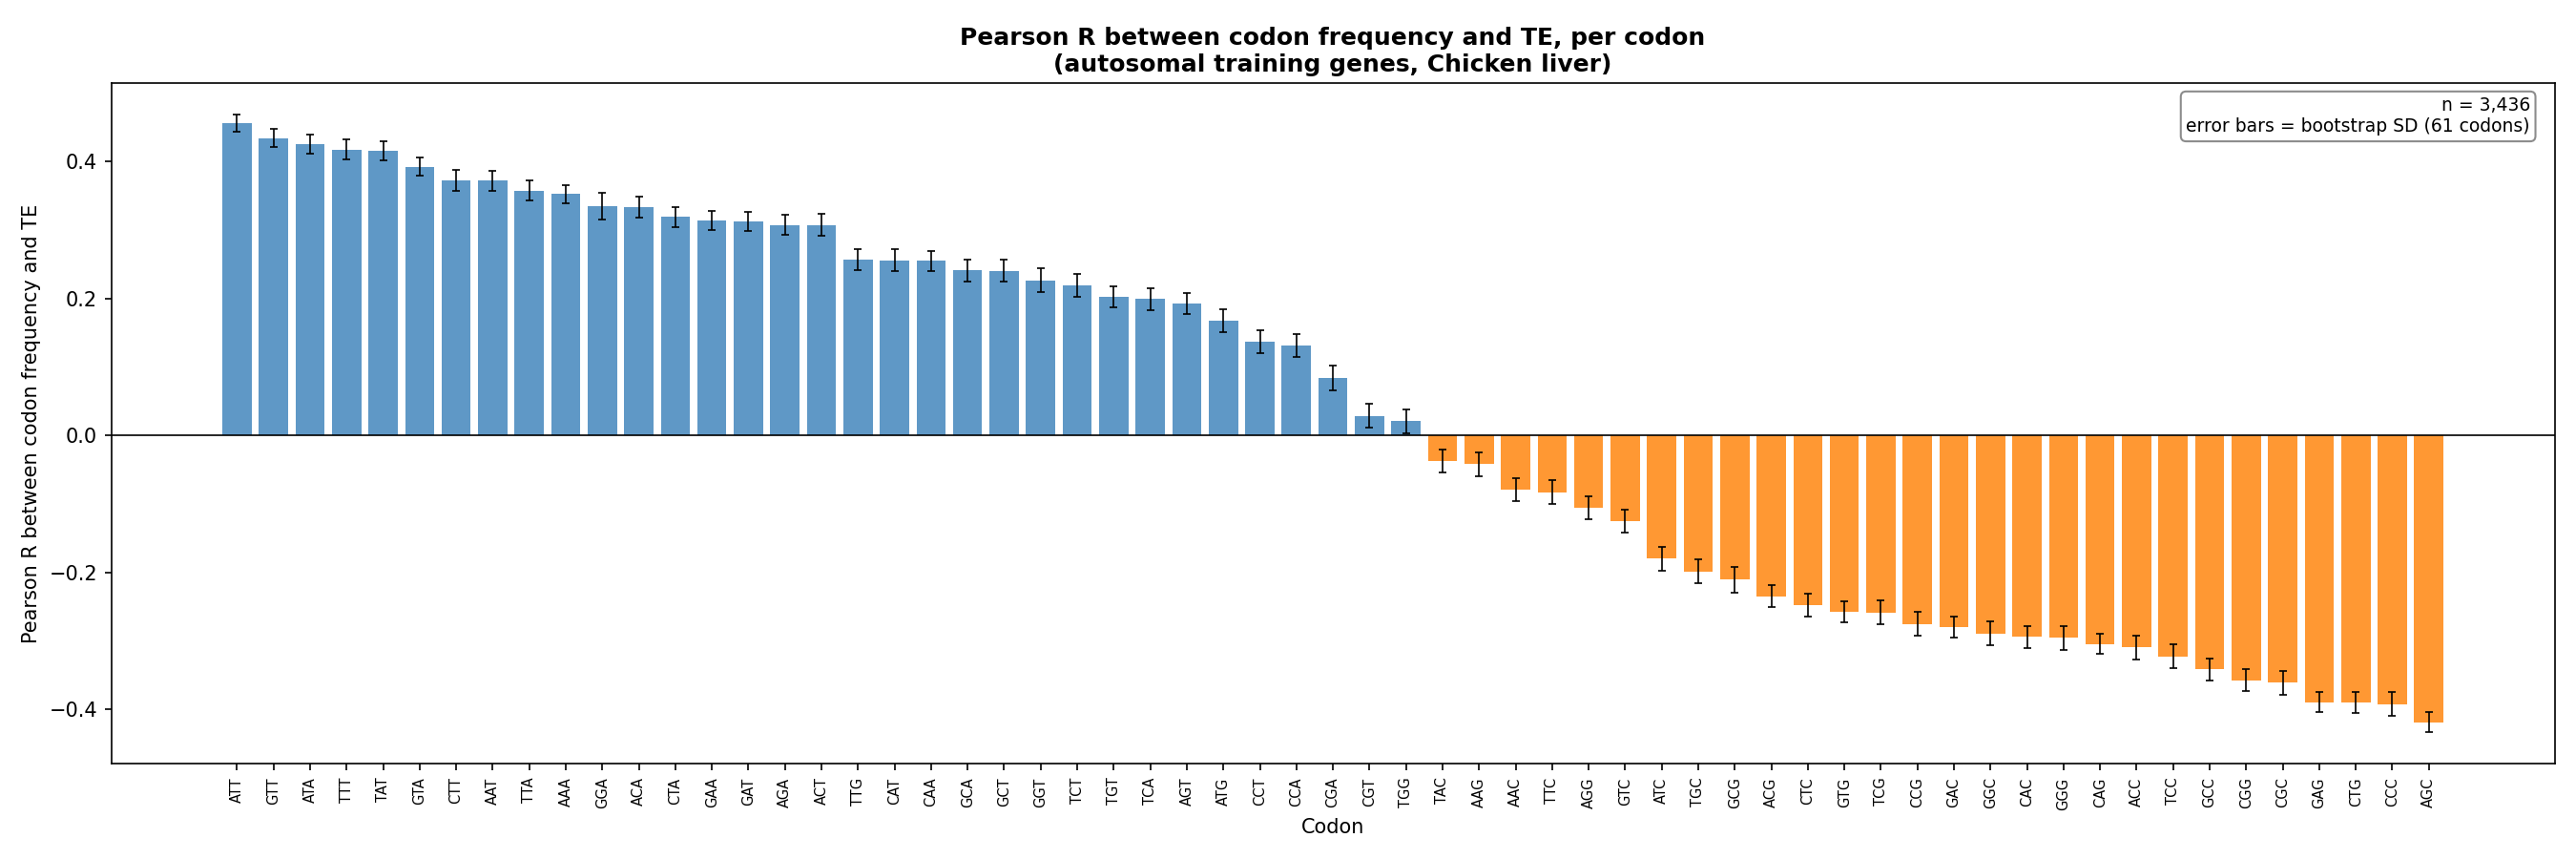 Pearson R between codon frequency and TE, per codon
(autosomal training genes, Chicken liver)
n = 3,436
error bars = bootstrap SD (61 codons)
Pearson R between codon frequency and TE
0.4
0.2
0.0
−0.2
−0.4
ATT GTT ATA TTT TAT GTA CTT AAT TTA AAA GGA ACA CTA GAA GAT AGA ACT TTG CAT CAA GCA GCT GGT TCT TGT TCA AGT ATG CCT CCA CGA CGT TGG TAC AAG AAC TTC AGG GTC ATC TGC GCG ACG CTC GTG TCG CCG GAC GGC CAC GGG CAG ACC TCC GCC CGG CGC GAG CTG CCC AGC
Codon